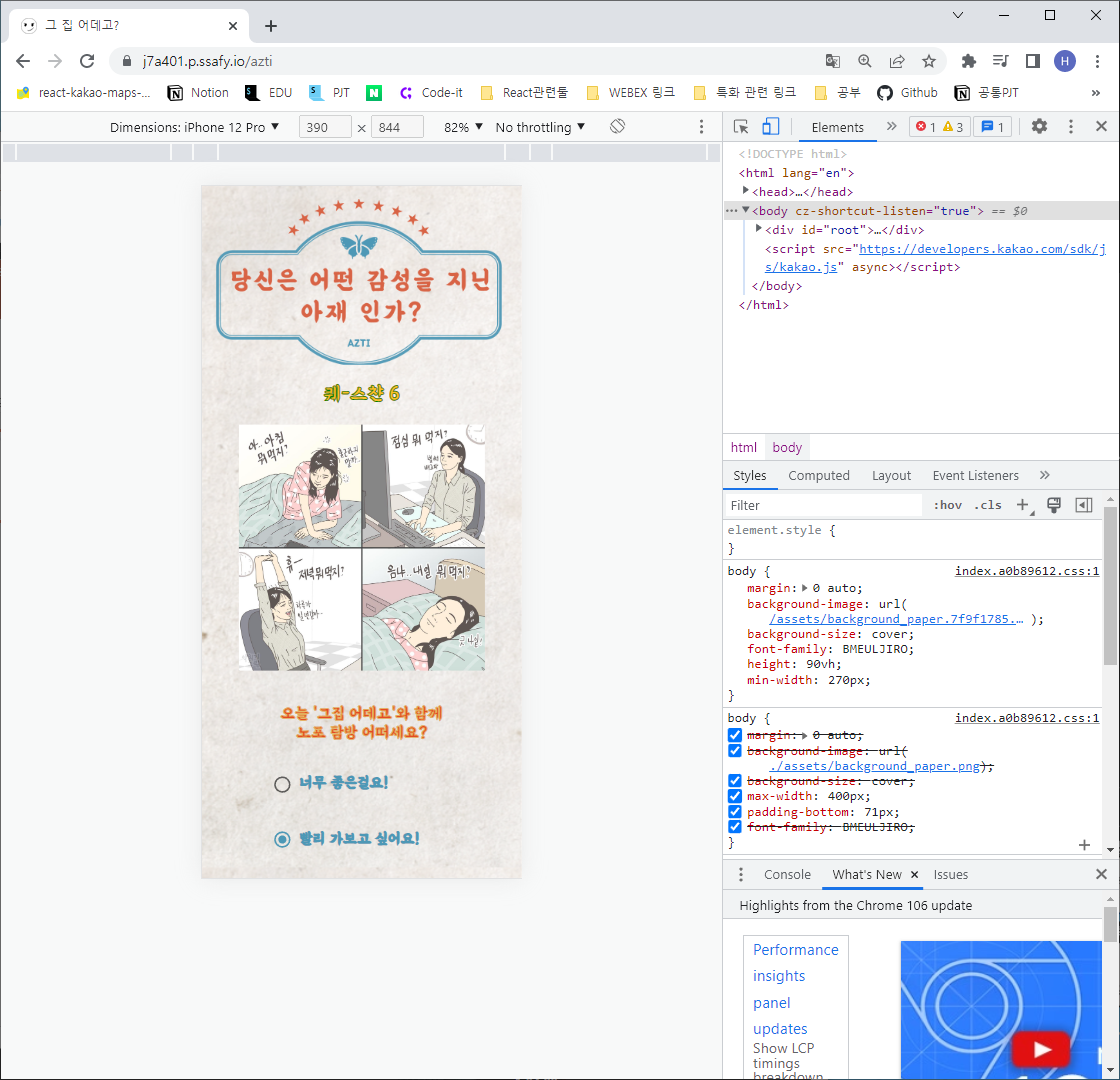 그 집 어데고?
j7a401.p.ssafy.io/azti
H
react-kakao-maps-...
Notion
EDU
PJT
Code-it
React관련툴
WEBEX 링크
특화 관련 링크
공부
Github
공통PJT
»
Dimensions: iPhone 12 Pro ▼ 390 x 844 82% ▼ No throttling ▼
당신은 어떤 감성을 지닌
아재 인가?
AZTI
퀘-스챤 6
아.. 아침
뭐먹지?
점심 뭐 먹지?
휴—
저녁뭐먹지?
음냐..내일 뭐 먹지?
오늘 '그집 어데고'와 함께
노포 탐방 어떠세요?
너무 좋은걸요!
빨리 가보고 싶어요!
Elements » 1 3 1
<!DOCTYPE html>
<html lang="en">
<head>…</head>
<body cz-shortcut-listen="true"> == $0
<div id="root">…</div>
<script src="https://developers.kakao.com/sdk/j
s/kakao.js" async></script>
</body>
</html>
html body
Styles Computed Layout Event Listeners »
Filter :hov .cls
element.style {
}
body { index.a0b89612.css:1
margin: 0 auto;
background-image: url(
/assets/background_paper.7f9f1785.… );
background-size: cover;
font-family: BMEULJIRO;
height: 90vh;
min-width: 270px;
}
body { index.a0b89612.css:1
margin: 0 auto;
background-image: url(
./assets/background_paper.png);
background-size: cover;
max-width: 400px;
padding-bottom: 71px;
font-family: BMEULJIRO;
}
Console What's New Issues
Highlights from the Chrome 106 update
Performance
insights
panel
updates
Show LCP
timings
breakdown